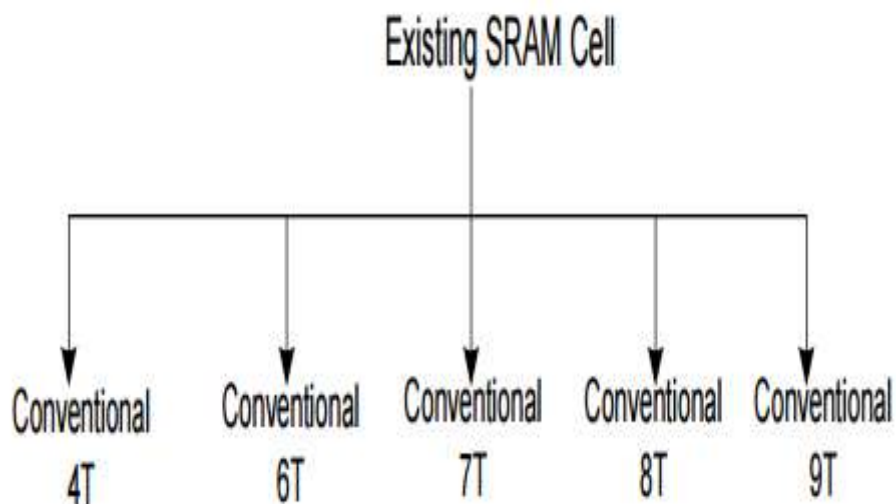 Existing SRAM Cell
Conventional
4T
Conventional
6T
Conventional
7T
Conventional
8T
Conventional
9T